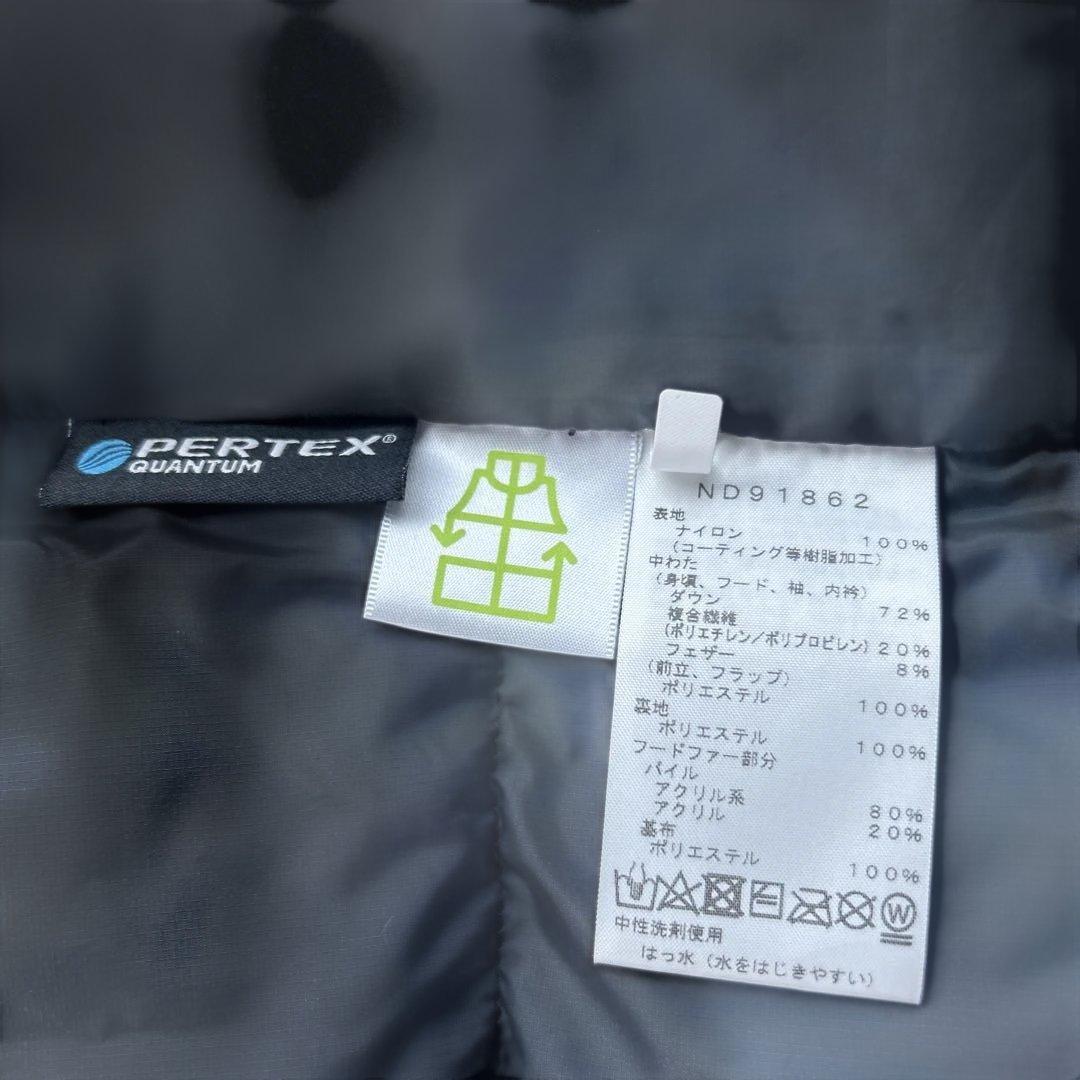 PERTEX®
QUANTUM
ND91862
表地
ナイロン 100%
(コーティング等樹脂加工)
中わた
(身頃、フード、袖、内衿)
ダウン 72%
複合繊維
(ポリエチレン/ポリプロピレン) 20%
フェザー 8%
(前立、フラップ)
ポリエステル 100%
裏地
ポリエステル 100%
フードファー部分
パイル
アクリル系 80%
アクリル 20%
基布
ポリエステル 100%
W
中性洗剤使用
はっ水(水をはじきやすい)